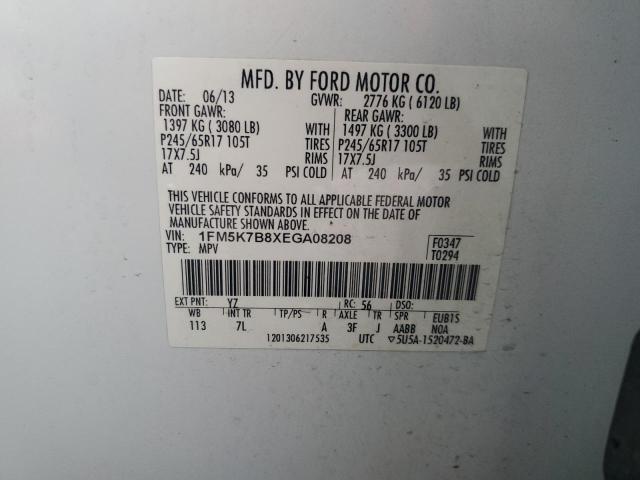 MFD. BY FORD MOTOR CO.
DATE: 06/13 GVWR: 2776 KG ( 6120 LB)
FRONT GAWR: REAR GAWR:
1397 KG ( 3080 LB) WITH 1497 KG ( 3300 LB) WITH
P245/65R17 105T TIRES P245/65R17 105T TIRES
17X7.5J RIMS 17X7.5J RIMS
AT 240 kPa/ 35 PSI COLD AT 240 kPa/ 35 PSI COLD
THIS VEHICLE CONFORMS TO ALL APPLICABLE FEDERAL MOTOR
VEHICLE SAFETY STANDARDS IN EFFECT ON THE DATE OF
MANUFACTURE SHOWN ABOVE.
VIN: 1FM5K7B8XEGA08208 F0347
TYPE: MPV T0294
EXT PNT: YZ RC: 56 DSO:
WB INT TR TP/PS R AXLE TR SPR EUB1S
113 7L A 3F J AABB NOA
1201306217535 UTC ▽5U5A-1520472-BA